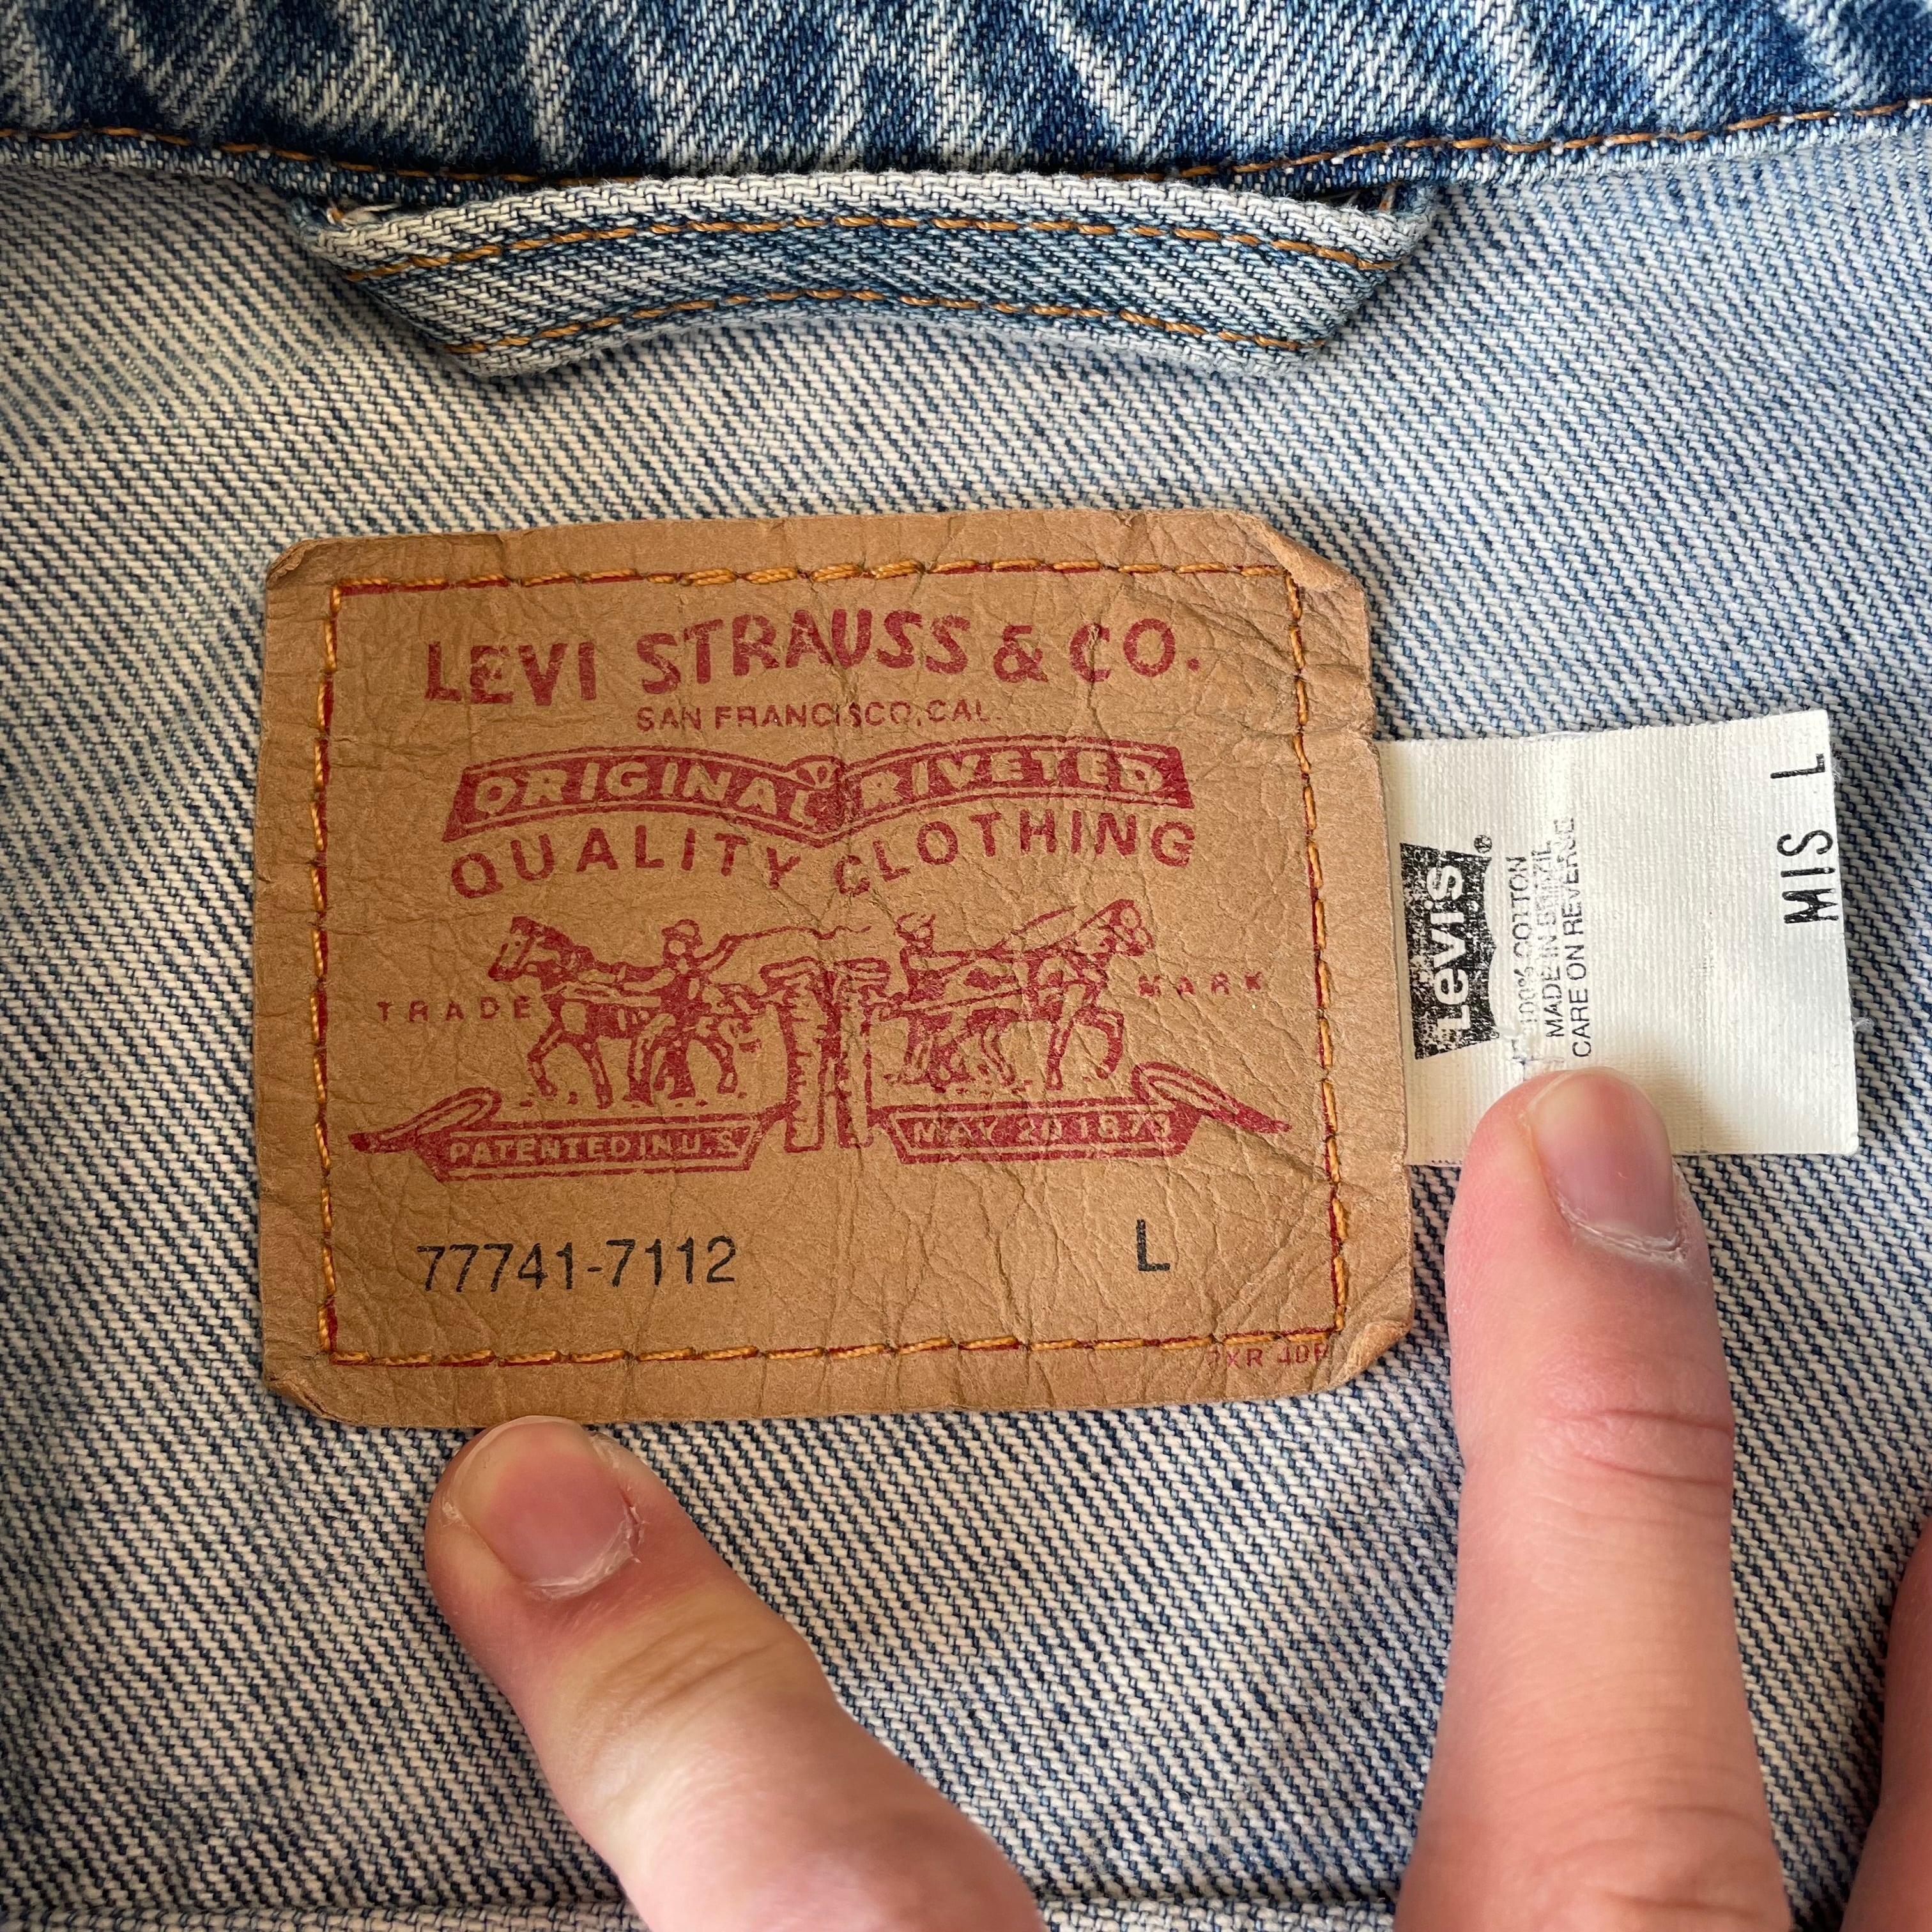 LEVI STRAUSS & CO.
SAN FRANCISCO, CAL.
ORIGINAL RIVETED
QUALITY CLOTHING
TRADE MARK
PATENTED IN U.S. MAY 20 1873
77741-7112 L
Levi's®
100% COTTON
MADE IN BRAZIL
CARE ON REVERSE
MIS L